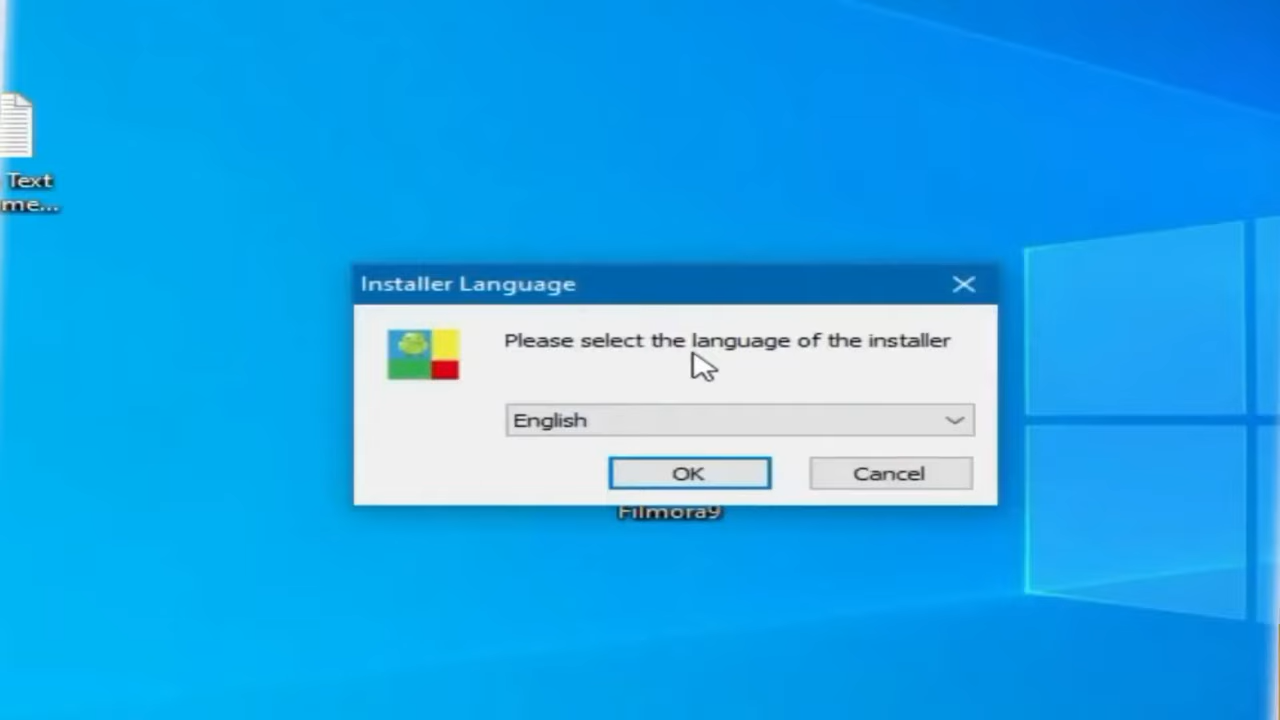 Text
me...
Installer Language
Please select the language of the installer
English
OK
Cancel
Filmora9